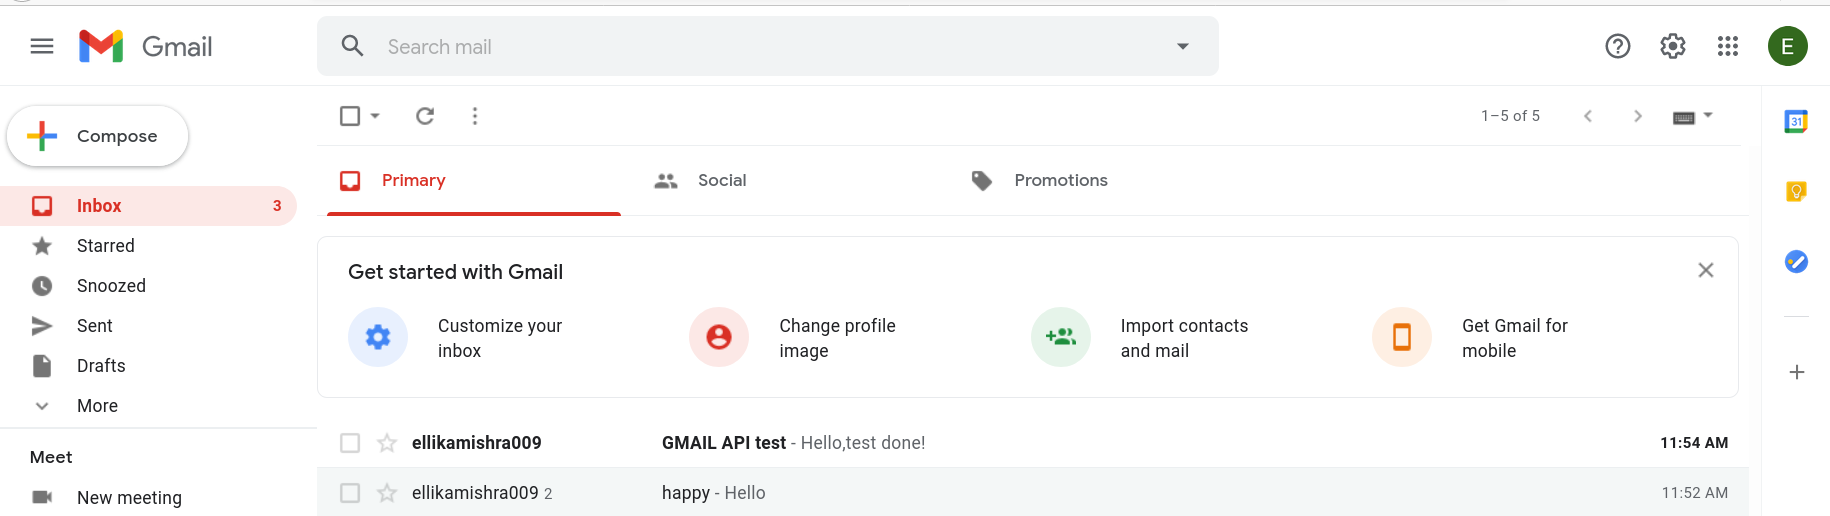 Gmail
Search mail
E
Compose
1–5 of 5
31
Primary
Social
Promotions
Inbox 3
Starred
Snoozed
Sent
Drafts
More
Meet
New meeting
Get started with Gmail
Customize your
inbox
Change profile
image
Import contacts
and mail
Get Gmail for
mobile
ellikamishra009 GMAIL API test - Hello,test done! 11:54 AM
ellikamishra009 2 happy - Hello 11:52 AM